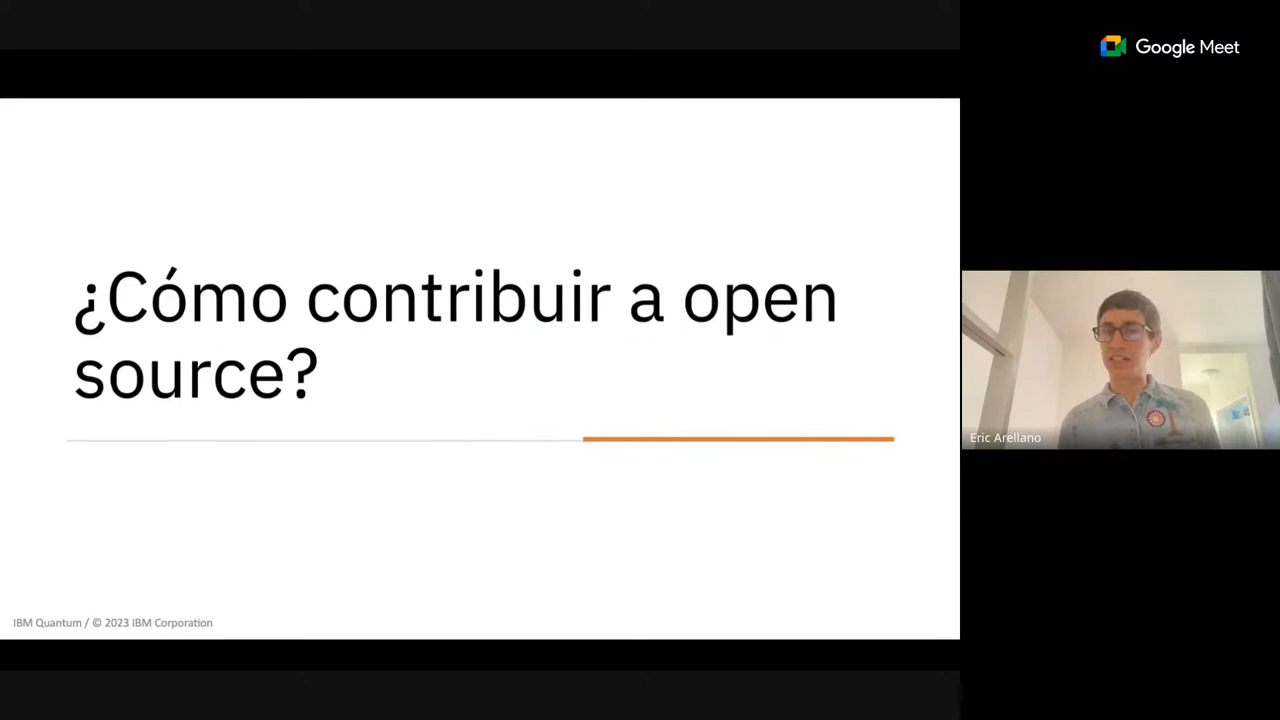 Google Meet
¿Cómo contribuir a open
source?
Eric Arellano
IBM Quantum / © 2023 IBM Corporation